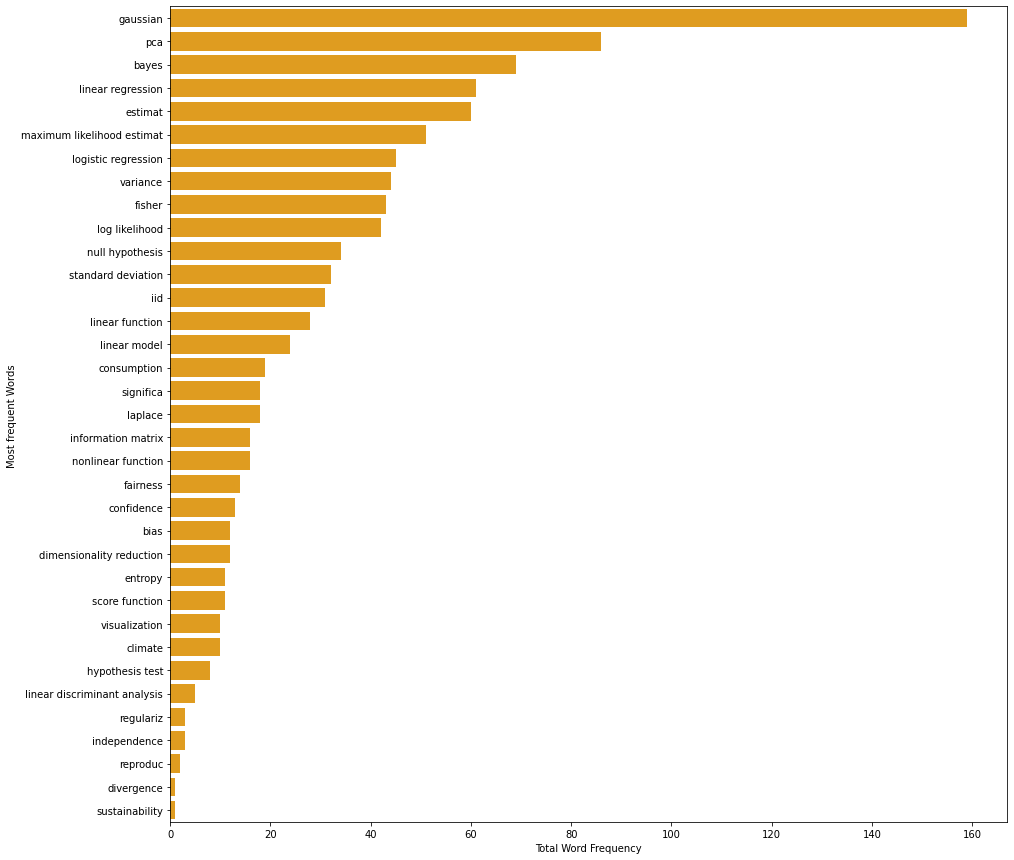 gaussian
pca
bayes
linear regression
estimat
maximum likelihood estimat
logistic regression
variance
fisher
log likelihood
null hypothesis
standard deviation
iid
linear function
linear model
consumption
significa
laplace
information matrix
nonlinear function
fairness
confidence
bias
dimensionality reduction
entropy
score function
visualization
climate
hypothesis test
linear discriminant analysis
regulariz
independence
reproduc
divergence
sustainability
Most frequent Words
0 20 40 60 80 100 120 140 160
Total Word Frequency